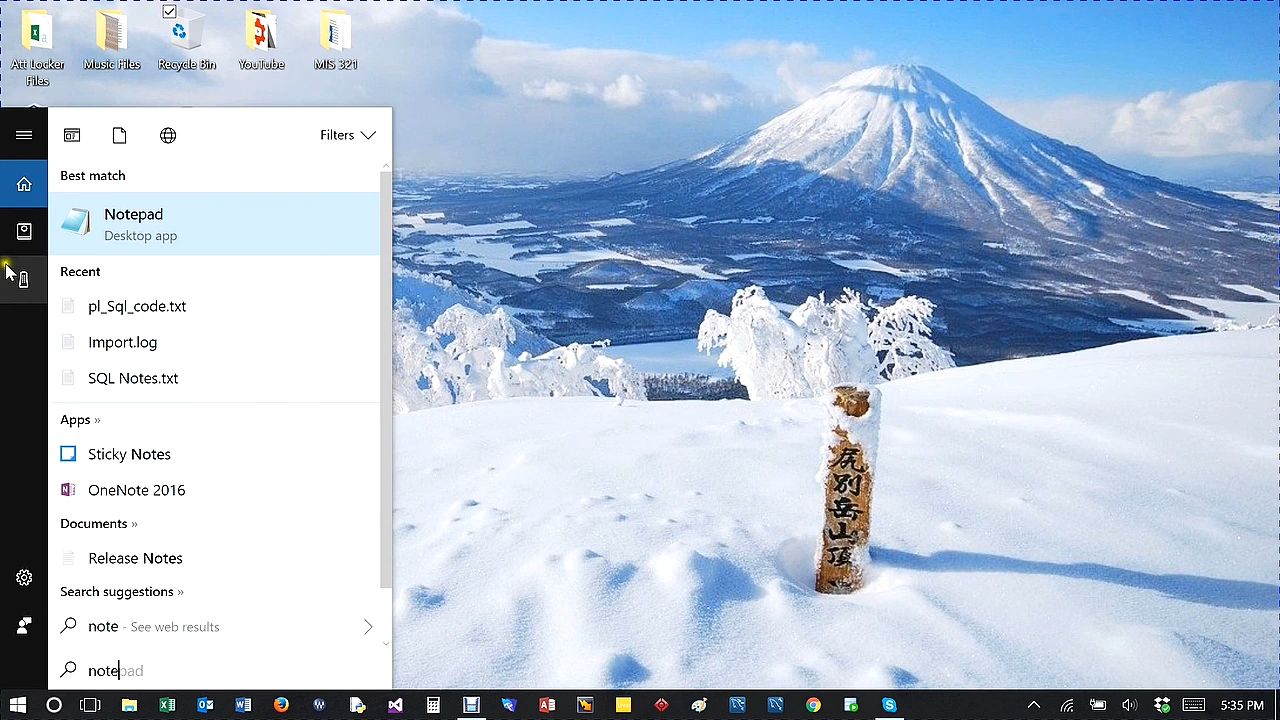 Att Locker
Files
Music Files
Recycle Bin
YouTube
MIS 321
Filters
Best match
Notepad
Desktop app
Recent
pl_Sql_code.txt
Import.log
SQL Notes.txt
Apps »
Sticky Notes
OneNote 2016
Documents »
Release Notes
Search suggestions »
note - See web results
notepad
尻別岳山頂
5:35 PM